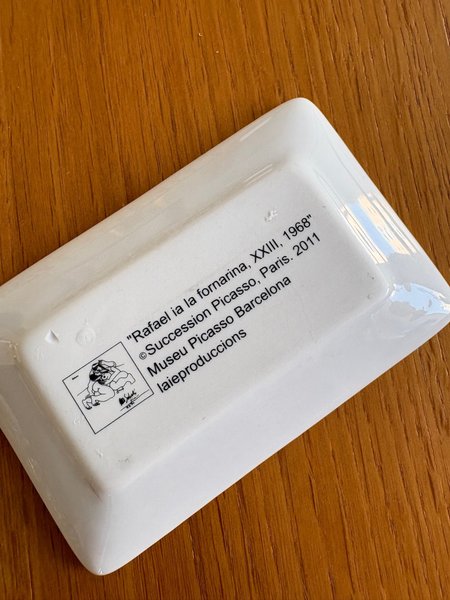 "Rafael ia la fornarina, XXIII, 1968"
©Succession Picasso, Paris. 2011
Museu Picasso Barcelona
laieproduccions